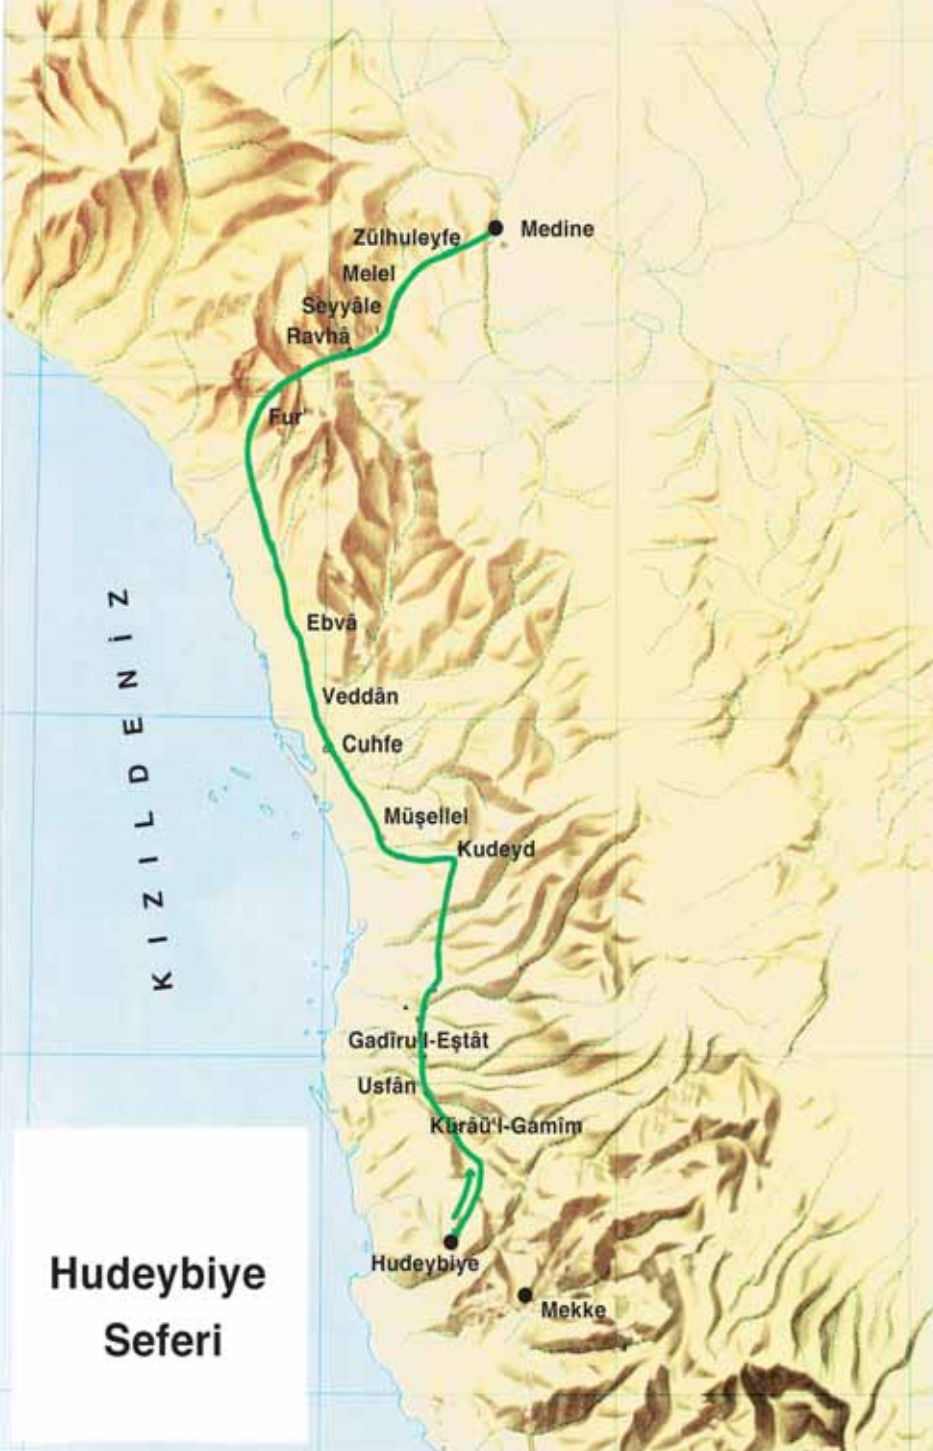 Medine
Zülhuleyfe
Melel
Seyyâle
Ravhâ
Fur'
Ebvâ
Veddân
Cuhfe
Müşellel
Kudeyd
KIZILDENİZ
Gadîru'l-Eştât
Usfân
Kürâü'l-Gamîm
Hudeybiye
Mekke
Hudeybiye
Seferi